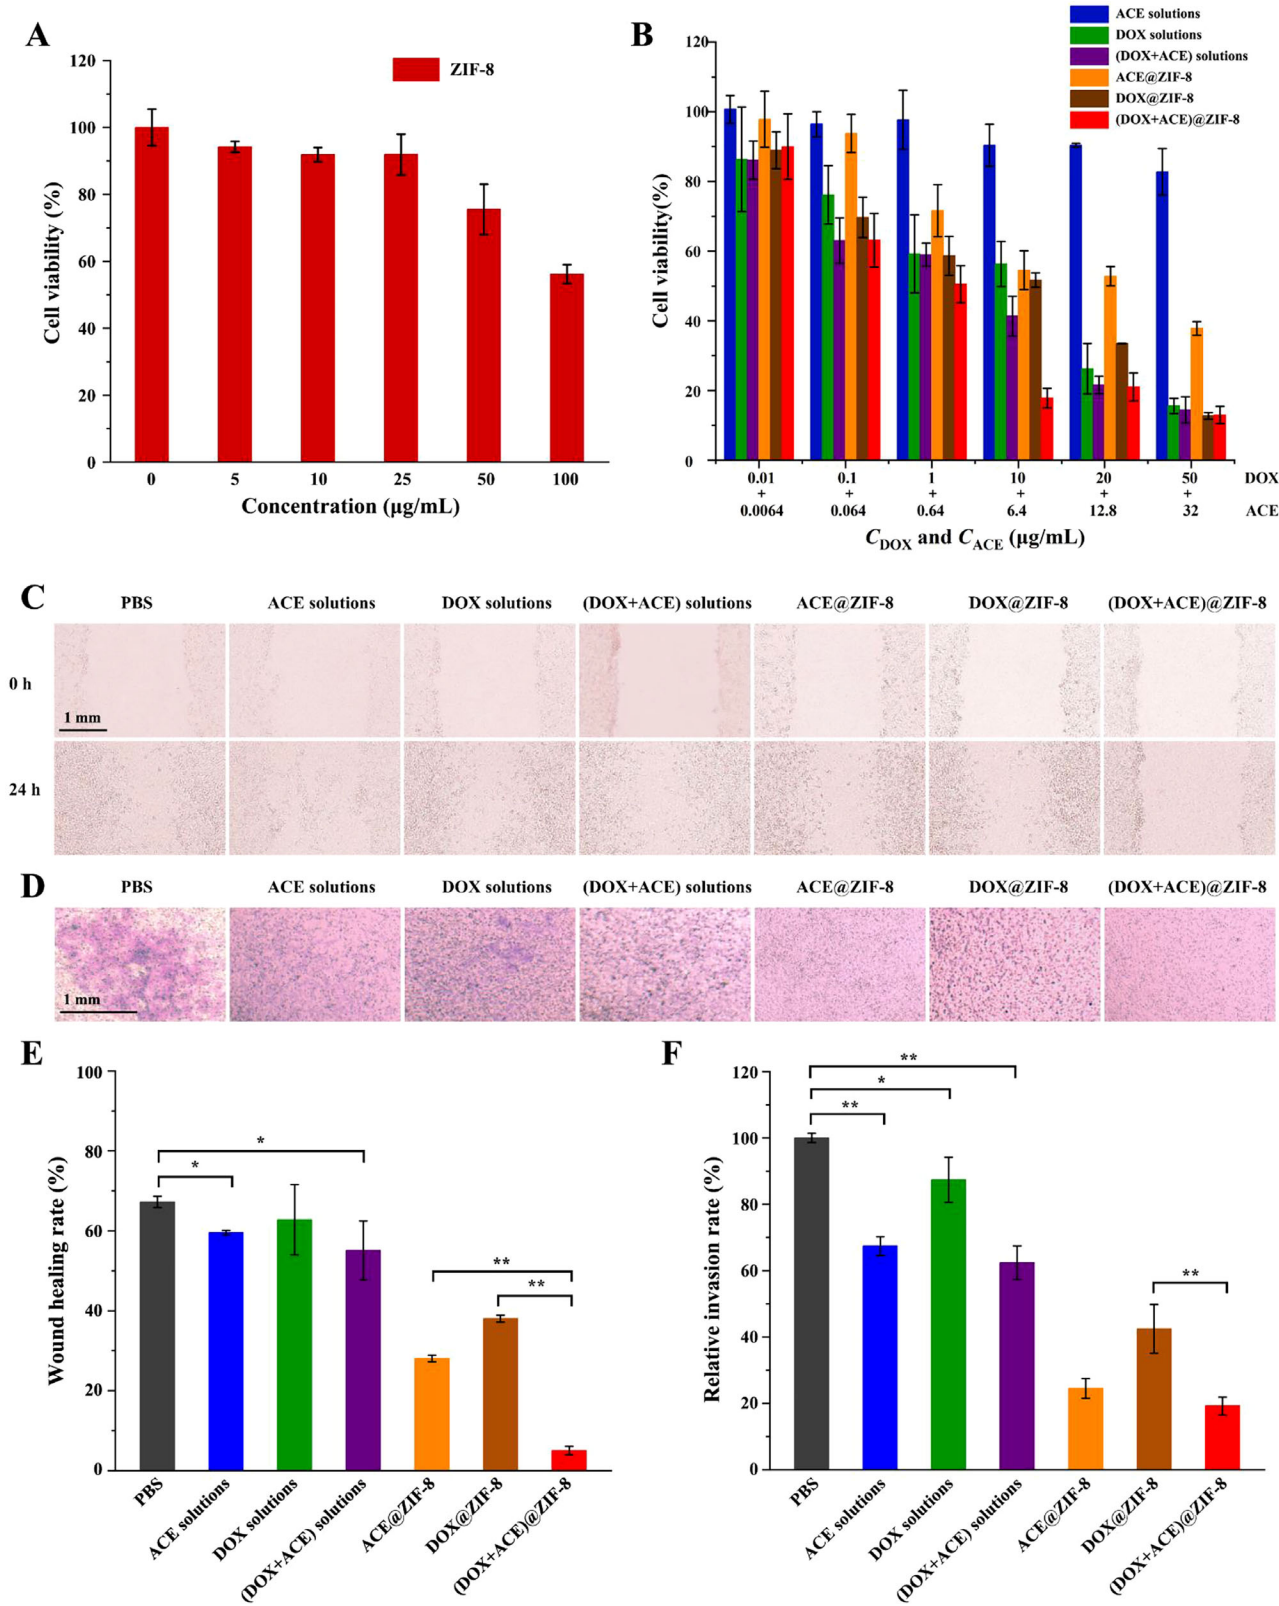 A
120
100
80
60
40
20
0
Cell viability (%)
ZIF-8
0 5 10 25 50 100
Concentration (μg/mL)
B
ACE solutions
DOX solutions
(DOX+ACE) solutions
ACE@ZIF-8
DOX@ZIF-8
(DOX+ACE)@ZIF-8
120
100
80
60
40
20
0
Cell viability(%)
0.01 0.1 1 10 20 50 DOX
+ + + + + +
0.0064 0.064 0.64 6.4 12.8 32 ACE
CDOX and CACE (μg/mL)
C
PBS ACE solutions DOX solutions (DOX+ACE) solutions ACE@ZIF-8 DOX@ZIF-8 (DOX+ACE)@ZIF-8
0 h
1 mm
24 h
D
PBS ACE solutions DOX solutions (DOX+ACE) solutions ACE@ZIF-8 DOX@ZIF-8 (DOX+ACE)@ZIF-8
1 mm
E
100
80
60
40
20
0
Wound healing rate (%)
*
*
**
**
PBS
ACE solutions
DOX solutions
(DOX+ACE) solutions
ACE@ZIF-8
DOX@ZIF-8
(DOX+ACE)@ZIF-8
F
120
100
80
60
40
20
0
Relative invasion rate (%)
**
*
**
**
PBS
ACE solutions
DOX solutions
(DOX+ACE) solutions
ACE@ZIF-8
DOX@ZIF-8
(DOX+ACE)@ZIF-8